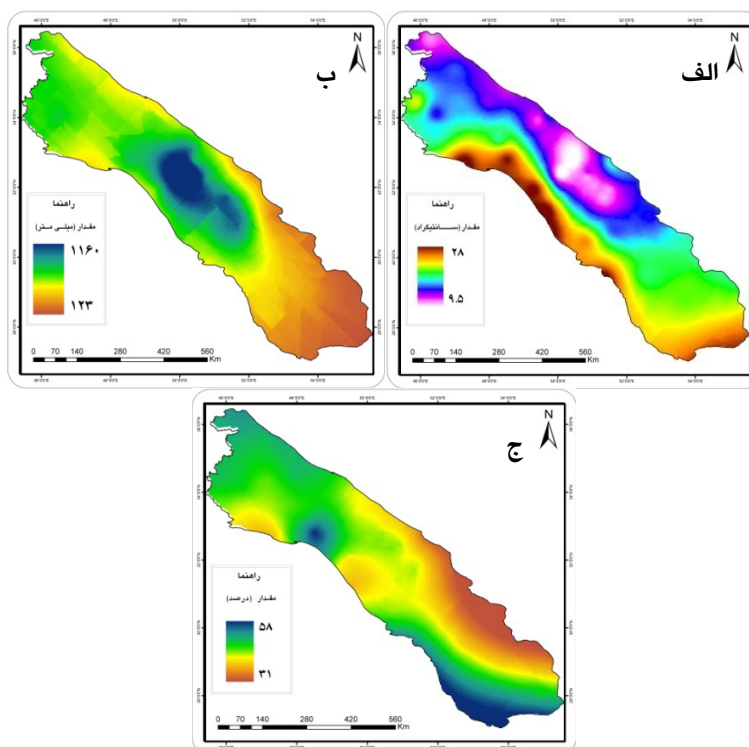 الف
N
راهنما
مقدار (سانتیگراد)
۲۸
۹.۵
0 70 140 280 420 560
Km
ب
N
راهنما
مقدار (میلی متر)
۱۱۶۰
۱۲۳
0 70 140 280 420 560
Km
ج
N
راهنما
مقدار (درصد)
۵۸
۳۱
0 70 140 280 420 560
Km